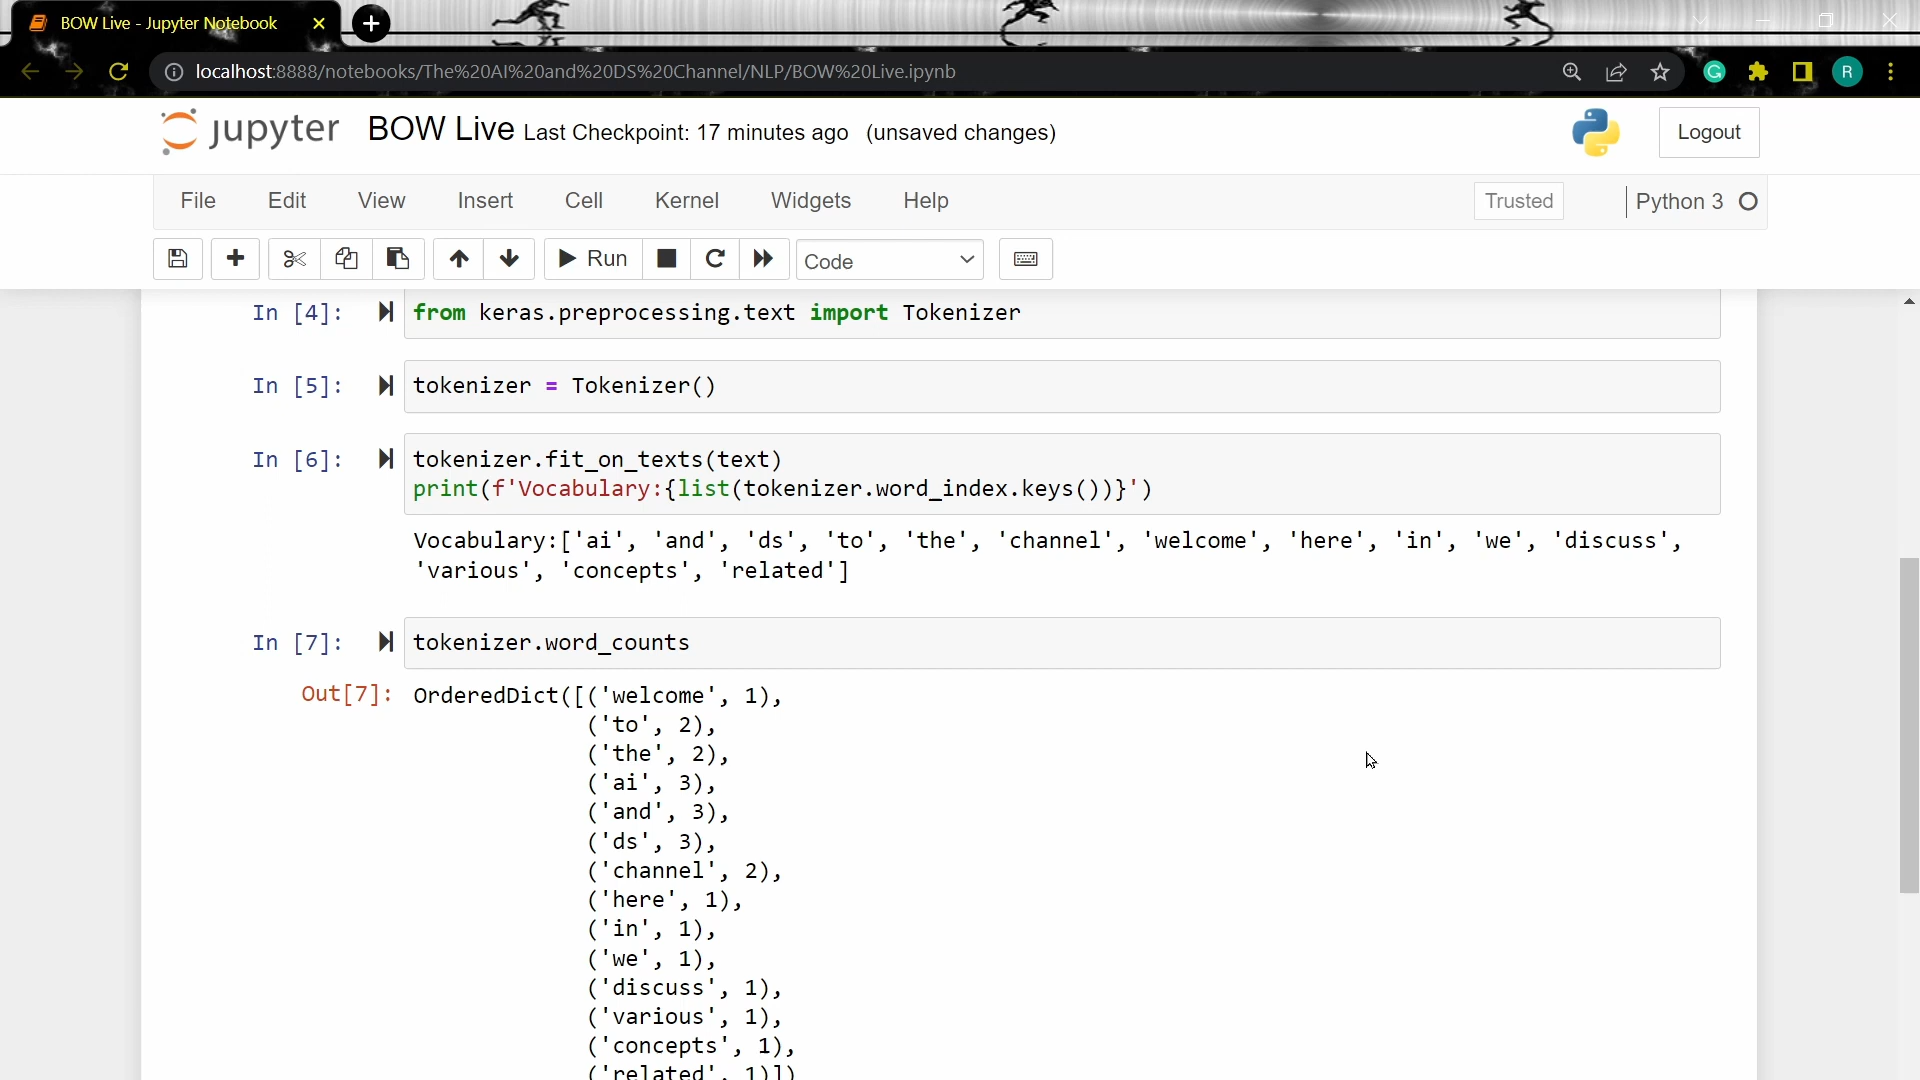 BOW Live - Jupyter Notebook
localhost:8888/notebooks/The%20AI%20and%20DS%20Channel/NLP/BOW%20Live.ipynb
R
jupyter BOW Live Last Checkpoint: 17 minutes ago (unsaved changes)
Logout
File Edit View Insert Cell Kernel Widgets Help
Trusted
Python 3
Run
Code
In [4]: from keras.preprocessing.text import Tokenizer
In [5]: tokenizer = Tokenizer()
In [6]: tokenizer.fit_on_texts(text)
print(f'Vocabulary:{list(tokenizer.word_index.keys())}')
Vocabulary:['ai', 'and', 'ds', 'to', 'the', 'channel', 'welcome', 'here', 'in', 'we', 'discuss',
'various', 'concepts', 'related']
In [7]: tokenizer.word_counts
Out[7]: OrderedDict([('welcome', 1),
('to', 2),
('the', 2),
('ai', 3),
('and', 3),
('ds', 3),
('channel', 2),
('here', 1),
('in', 1),
('we', 1),
('discuss', 1),
('various', 1),
('concepts', 1),
('related', 1)])